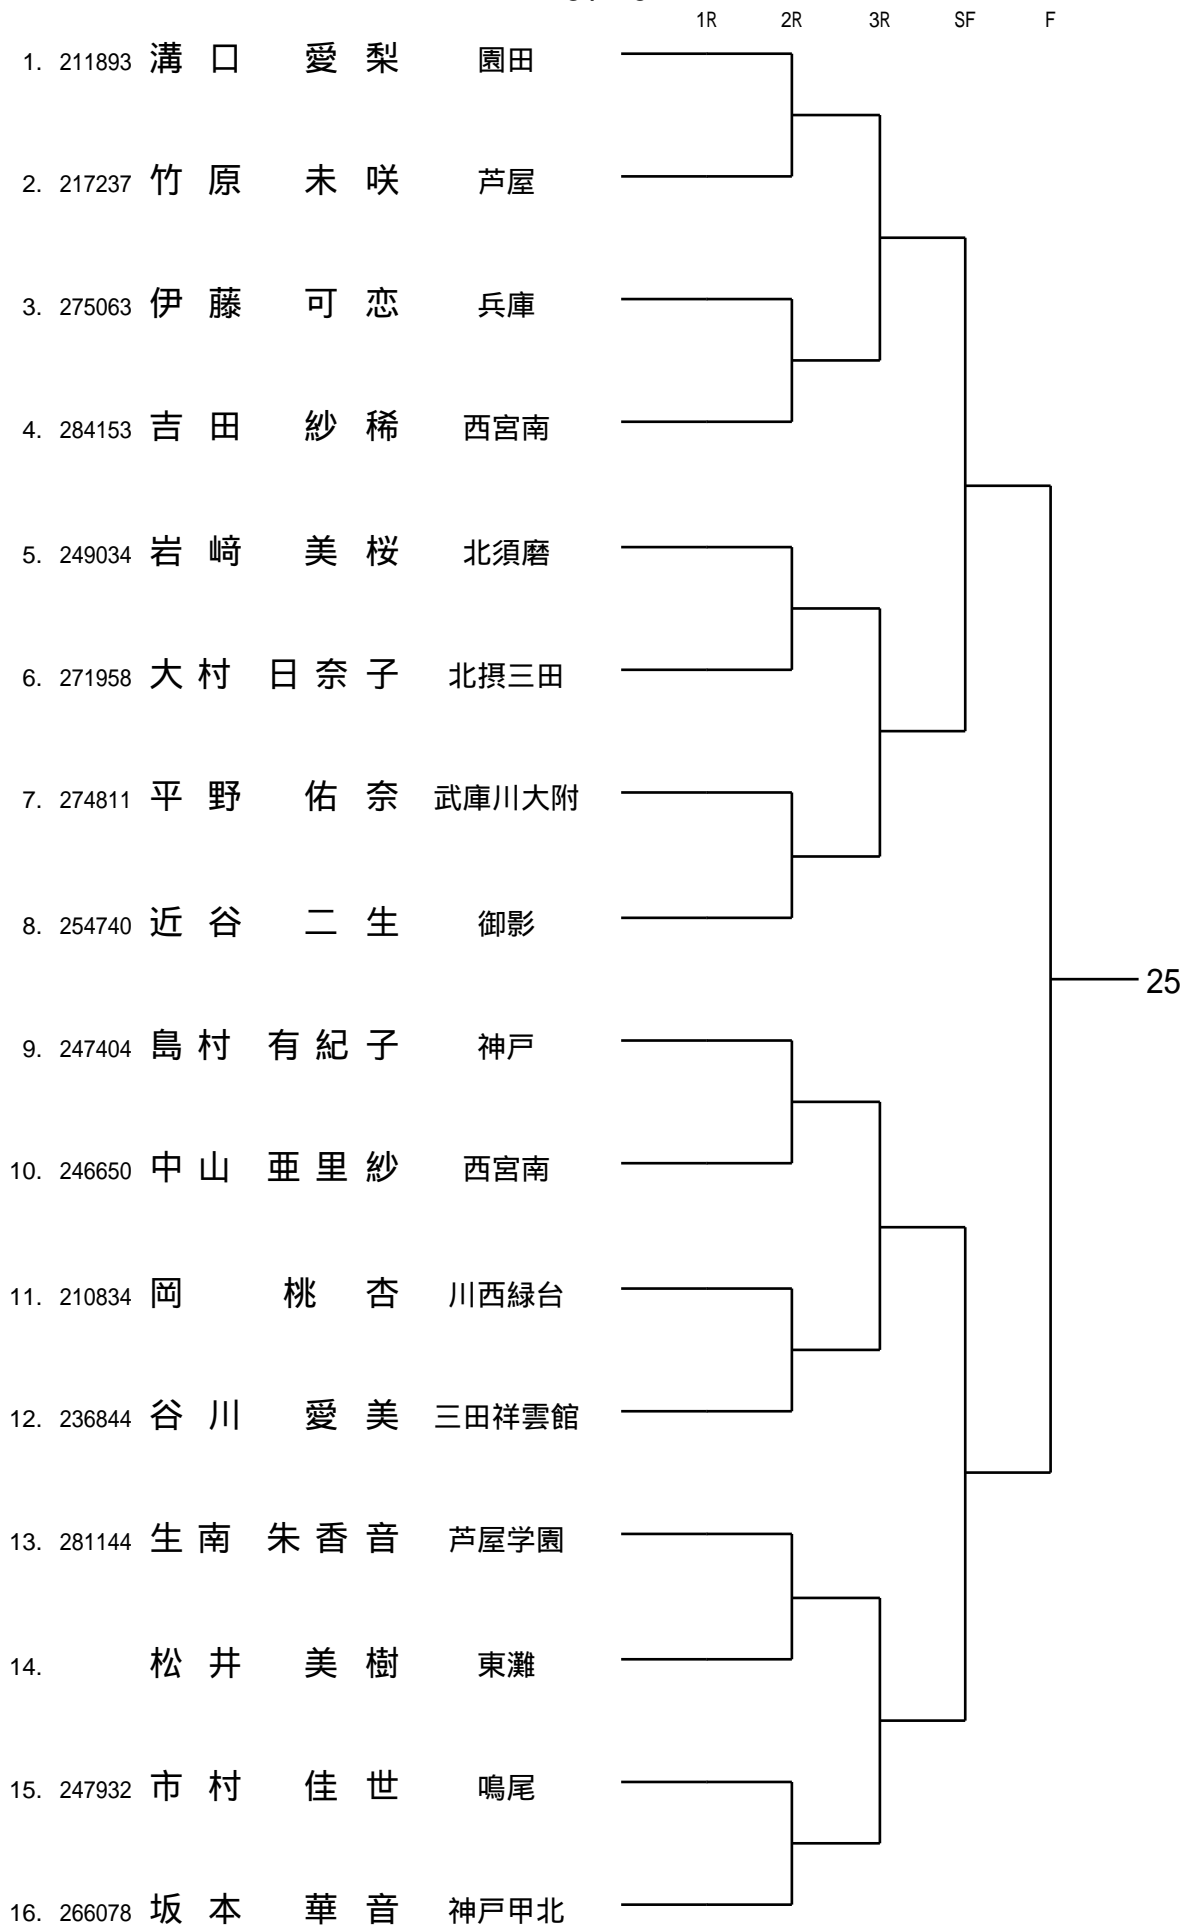 1R 2R 3R SF F
1. 211893 溝口 愛梨 園田
2. 217237 竹原 未咲 芦屋
3. 275063 伊藤 可恋 兵庫
4. 284153 吉田 紗稀 西宮南
5. 249034 岩﨑 美桜 北須磨
6. 271958 大村 日奈子 北摂三田
7. 274811 平野 佑奈 武庫川大附
8. 254740 近谷 二生 御影
25
9. 247404 島村 有紀子 神戸
10. 246650 中山 亜里紗 西宮南
11. 210834 岡 桃杏 川西緑台
12. 236844 谷川 愛美 三田祥雲館
13. 281144 生南 朱香音 芦屋学園
14. 松井 美樹 東灘
15. 247932 市村 佳世 鳴尾
16. 266078 坂本 華音 神戸甲北